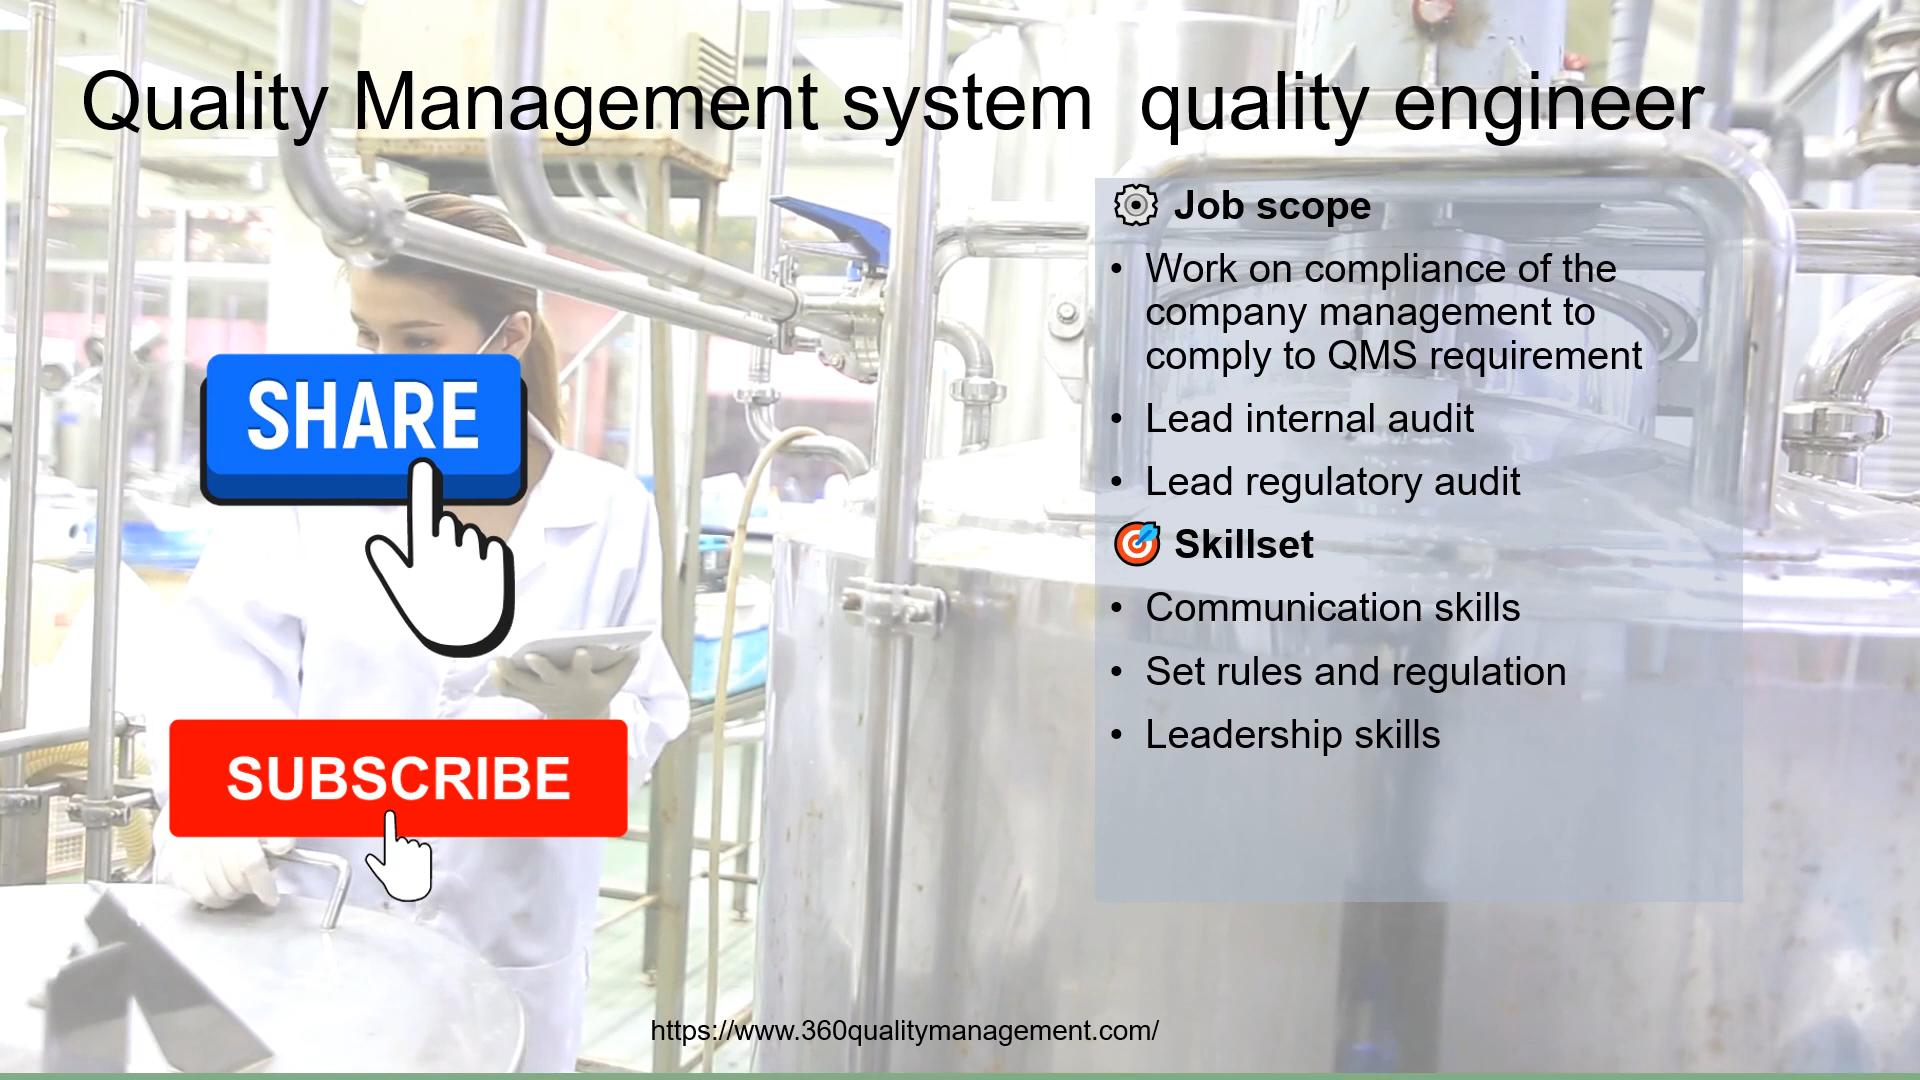 Quality Management system  quality engineer
Job scope
• Work on compliance of the
company management to
comply to QMS requirement
• Lead internal audit
• Lead regulatory audit
Skillset
• Communication skills
• Set rules and regulation
• Leadership skills
SHARE
SUBSCRIBE
https://www.360qualitymanagement.com/